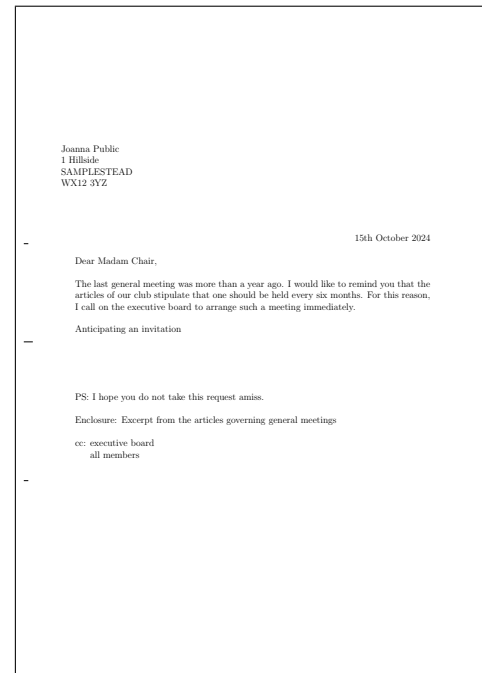 Joanna Public
1 Hillside
SAMPLESTEAD
WX12 3YZ
15th October 2024
Dear Madam Chair,
The last general meeting was more than a year ago. I would like to remind you that the
articles of our club stipulate that one should be held every six months. For this reason,
I call on the executive board to arrange such a meeting immediately.
Anticipating an invitation
PS: I hope you do not take this request amiss.
Enclosure: Excerpt from the articles governing general meetings
cc: executive board
all members